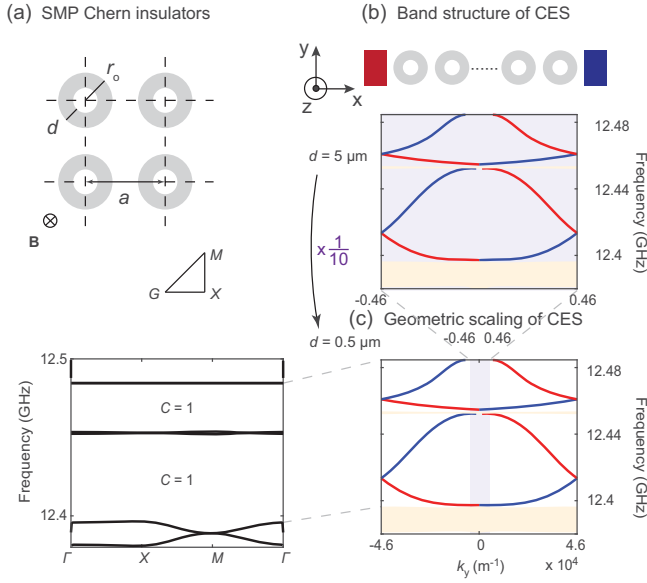 (a) SMP Chern insulators
r₀
d
a
B
M
G
X
Frequency (GHz)
12.5
12.4
C = 1
C = 1
Γ
X
M
Γ
(b) Band structure of CES
y
z
x
12.48
12.44
12.4
Frequency (GHz)
-0.46
0.46
d = 5 μm
x 1/10
d = 0.5 μm
(c) Geometric scaling of CES
-0.46 0.46
12.48
12.44
12.4
Frequency (GHz)
-4.6
0
4.6
k_y (m⁻¹)
x 10⁴